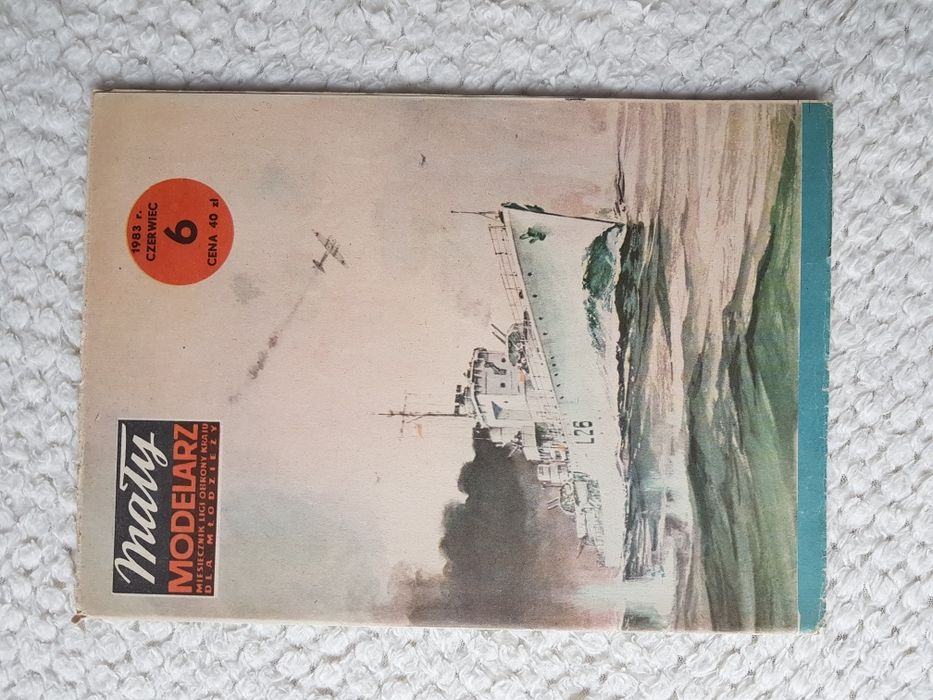 mały
MODELARZ
MIESIĘCZNIK LIGI OBRONY KRAJU
DLA MŁODZIEŻY
1983 r.
CZERWIEC
6
CENA 40 zł
L26